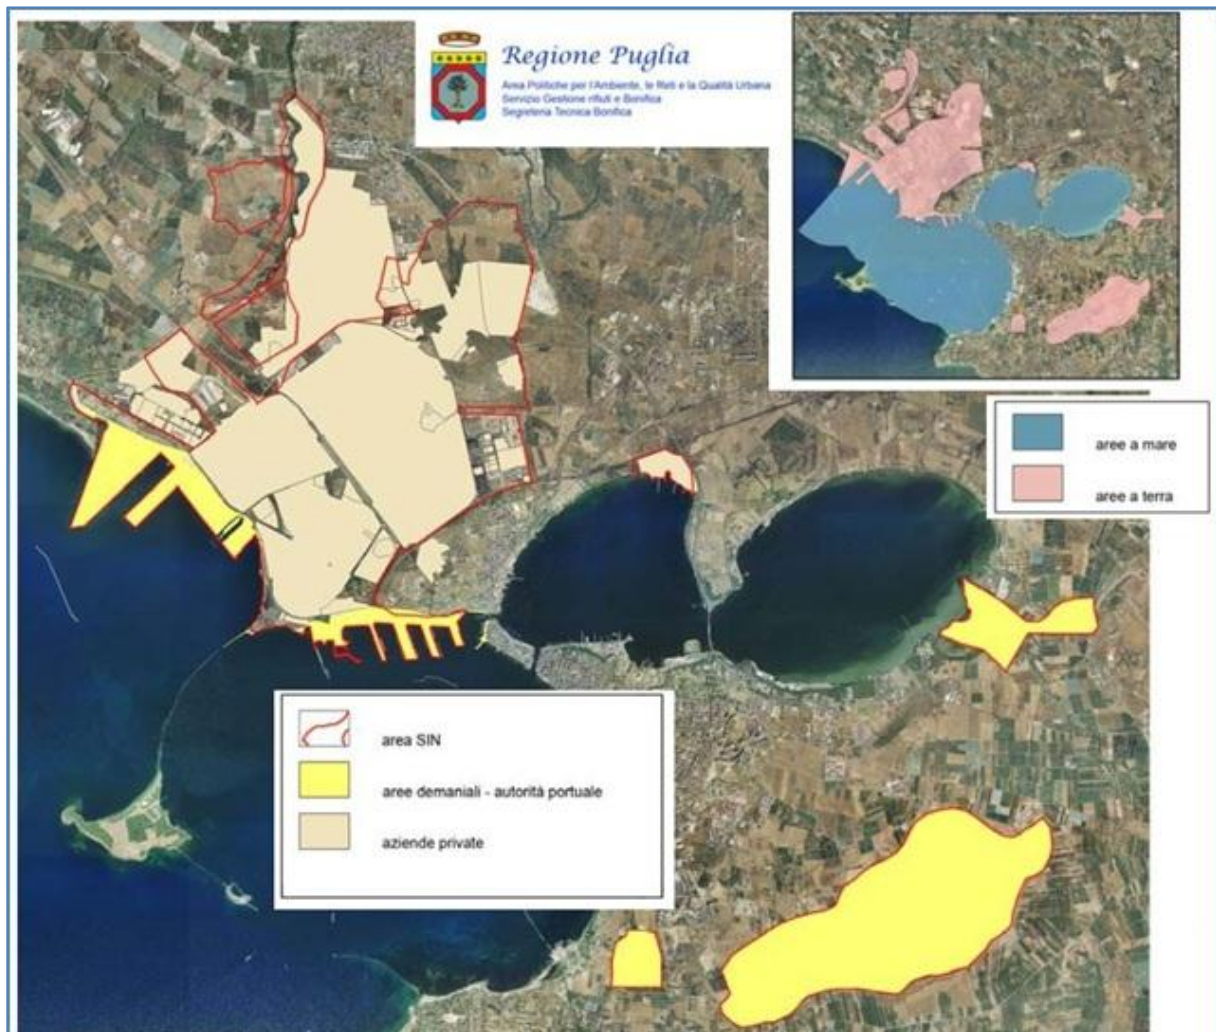 Regione Puglia
Area Politiche per l'Ambiente, le Reti e la Qualità Urbana
Servizio Gestione rifiuti e Bonifica
Segreteria Tecnica Bonifica
aree a mare
aree a terra
area SIN
aree demaniali - autorità portuale
aziende private